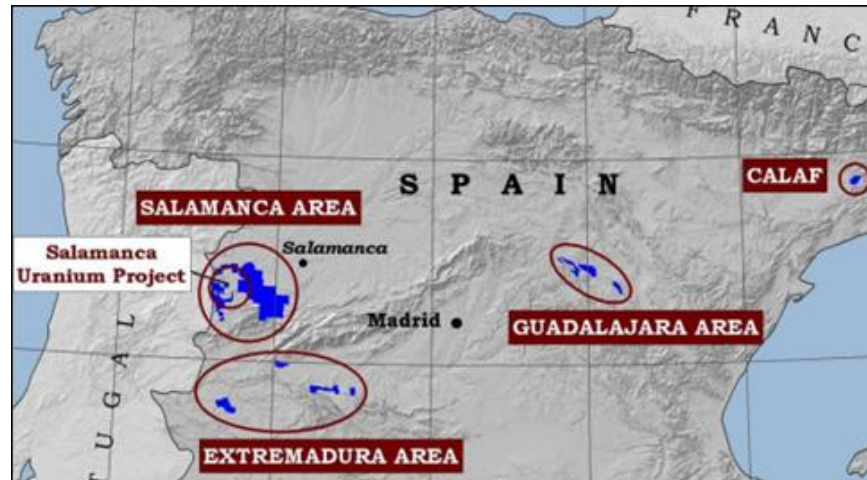 F R A N C
S P A I N
CALAF
SALAMANCA AREA
Salamanca
Salamanca
Uranium Project
Madrid
GUADALAJARA AREA
EXTREMADURA AREA
T U G A L